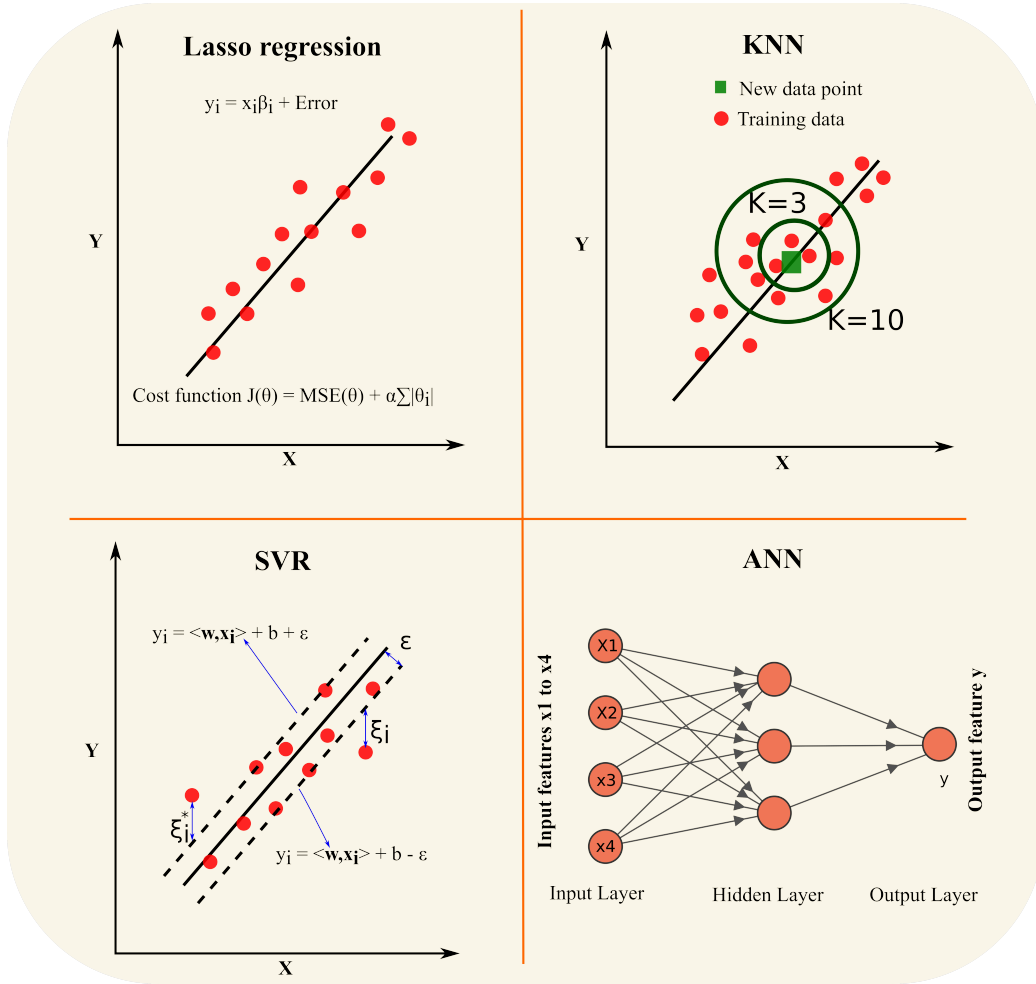 Lasso regression
yᵢ = xᵢβᵢ + Error
Y
Cost function J(θ) = MSE(θ) + α∑|θᵢ|
X
KNN
New data point
Training data
K=3
Y
K=10
X
SVR
yᵢ = <w,xᵢ> + b + ε
ε
Y
ξᵢ
ξᵢ*
yᵢ = <w,xᵢ> + b - ε
X
ANN
Input features x1 to x4
X1
X2
x3
x4
y
Output feature y
Input Layer
Hidden Layer
Output Layer